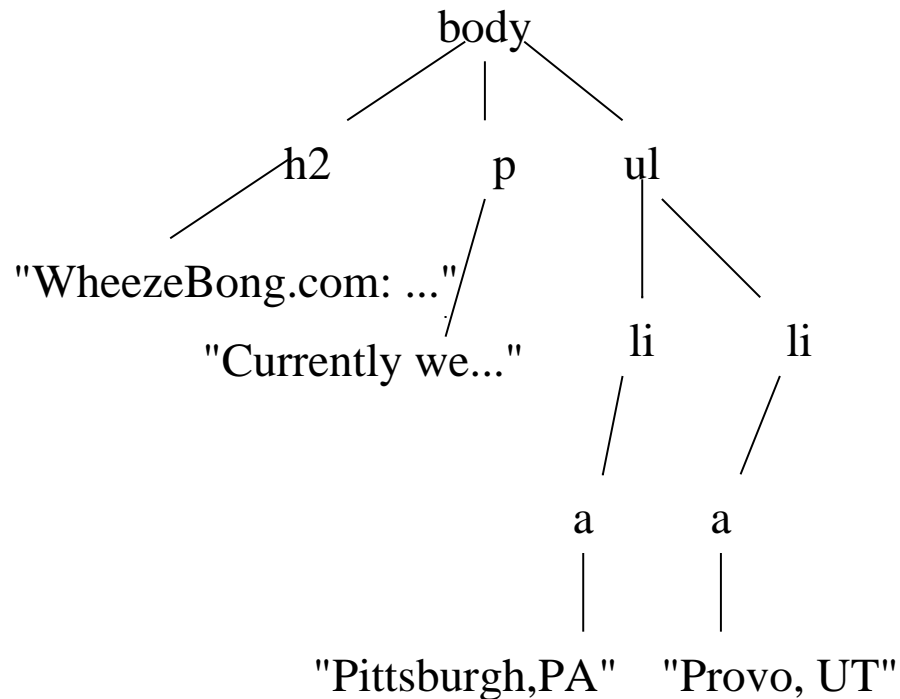 body
h2 p ul
"WheezeBong.com: ..."
"Currently we..."
li li
a a
"Pittsburgh,PA" "Provo, UT"